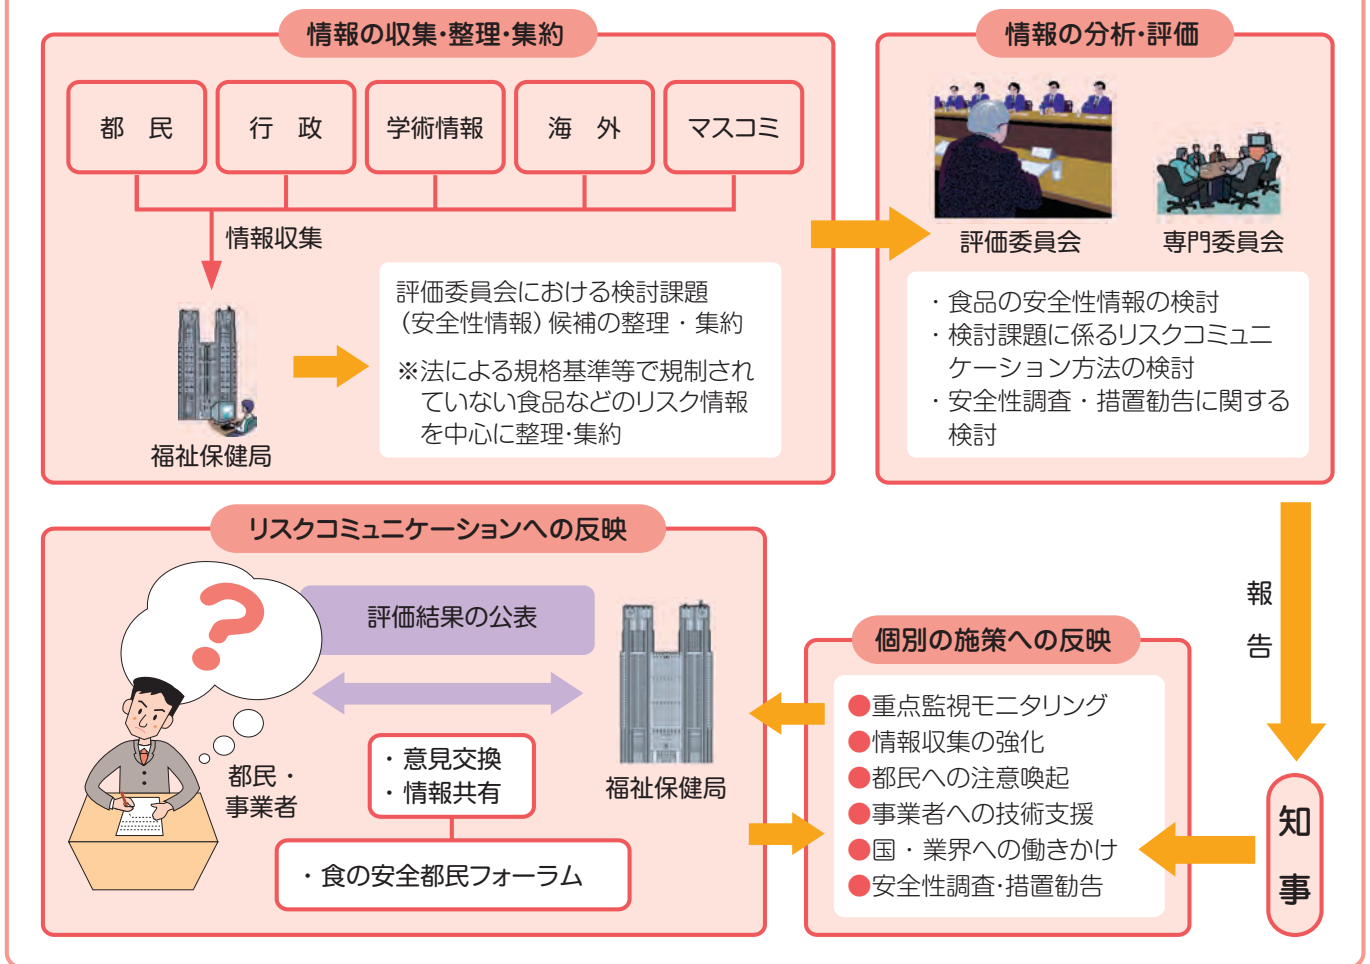 情報の収集・整理・集約
都 民
行 政
学術情報
海 外
マスコミ
情報収集
福祉保健局
評価委員会における検討課題
（安全性情報）候補の整理・集約
※法による規格基準等で規制され
ていない食品などのリスク情報
を中心に整理・集約
情報の分析・評価
評価委員会
専門委員会
・食品の安全性情報の検討
・検討課題に係るリスクコミュニ
ケーション方法の検討
・安全性調査・措置勧告に関する
検討
報告
知事
個別の施策への反映
●重点監視モニタリング
●情報収集の強化
●都民への注意喚起
●事業者への技術支援
●国・業界への働きかけ
●安全性調査・措置勧告
リスクコミュニケーションへの反映
評価結果の公表
都民・
事業者
・意見交換
・情報共有
・食の安全都民フォーラム
福祉保健局